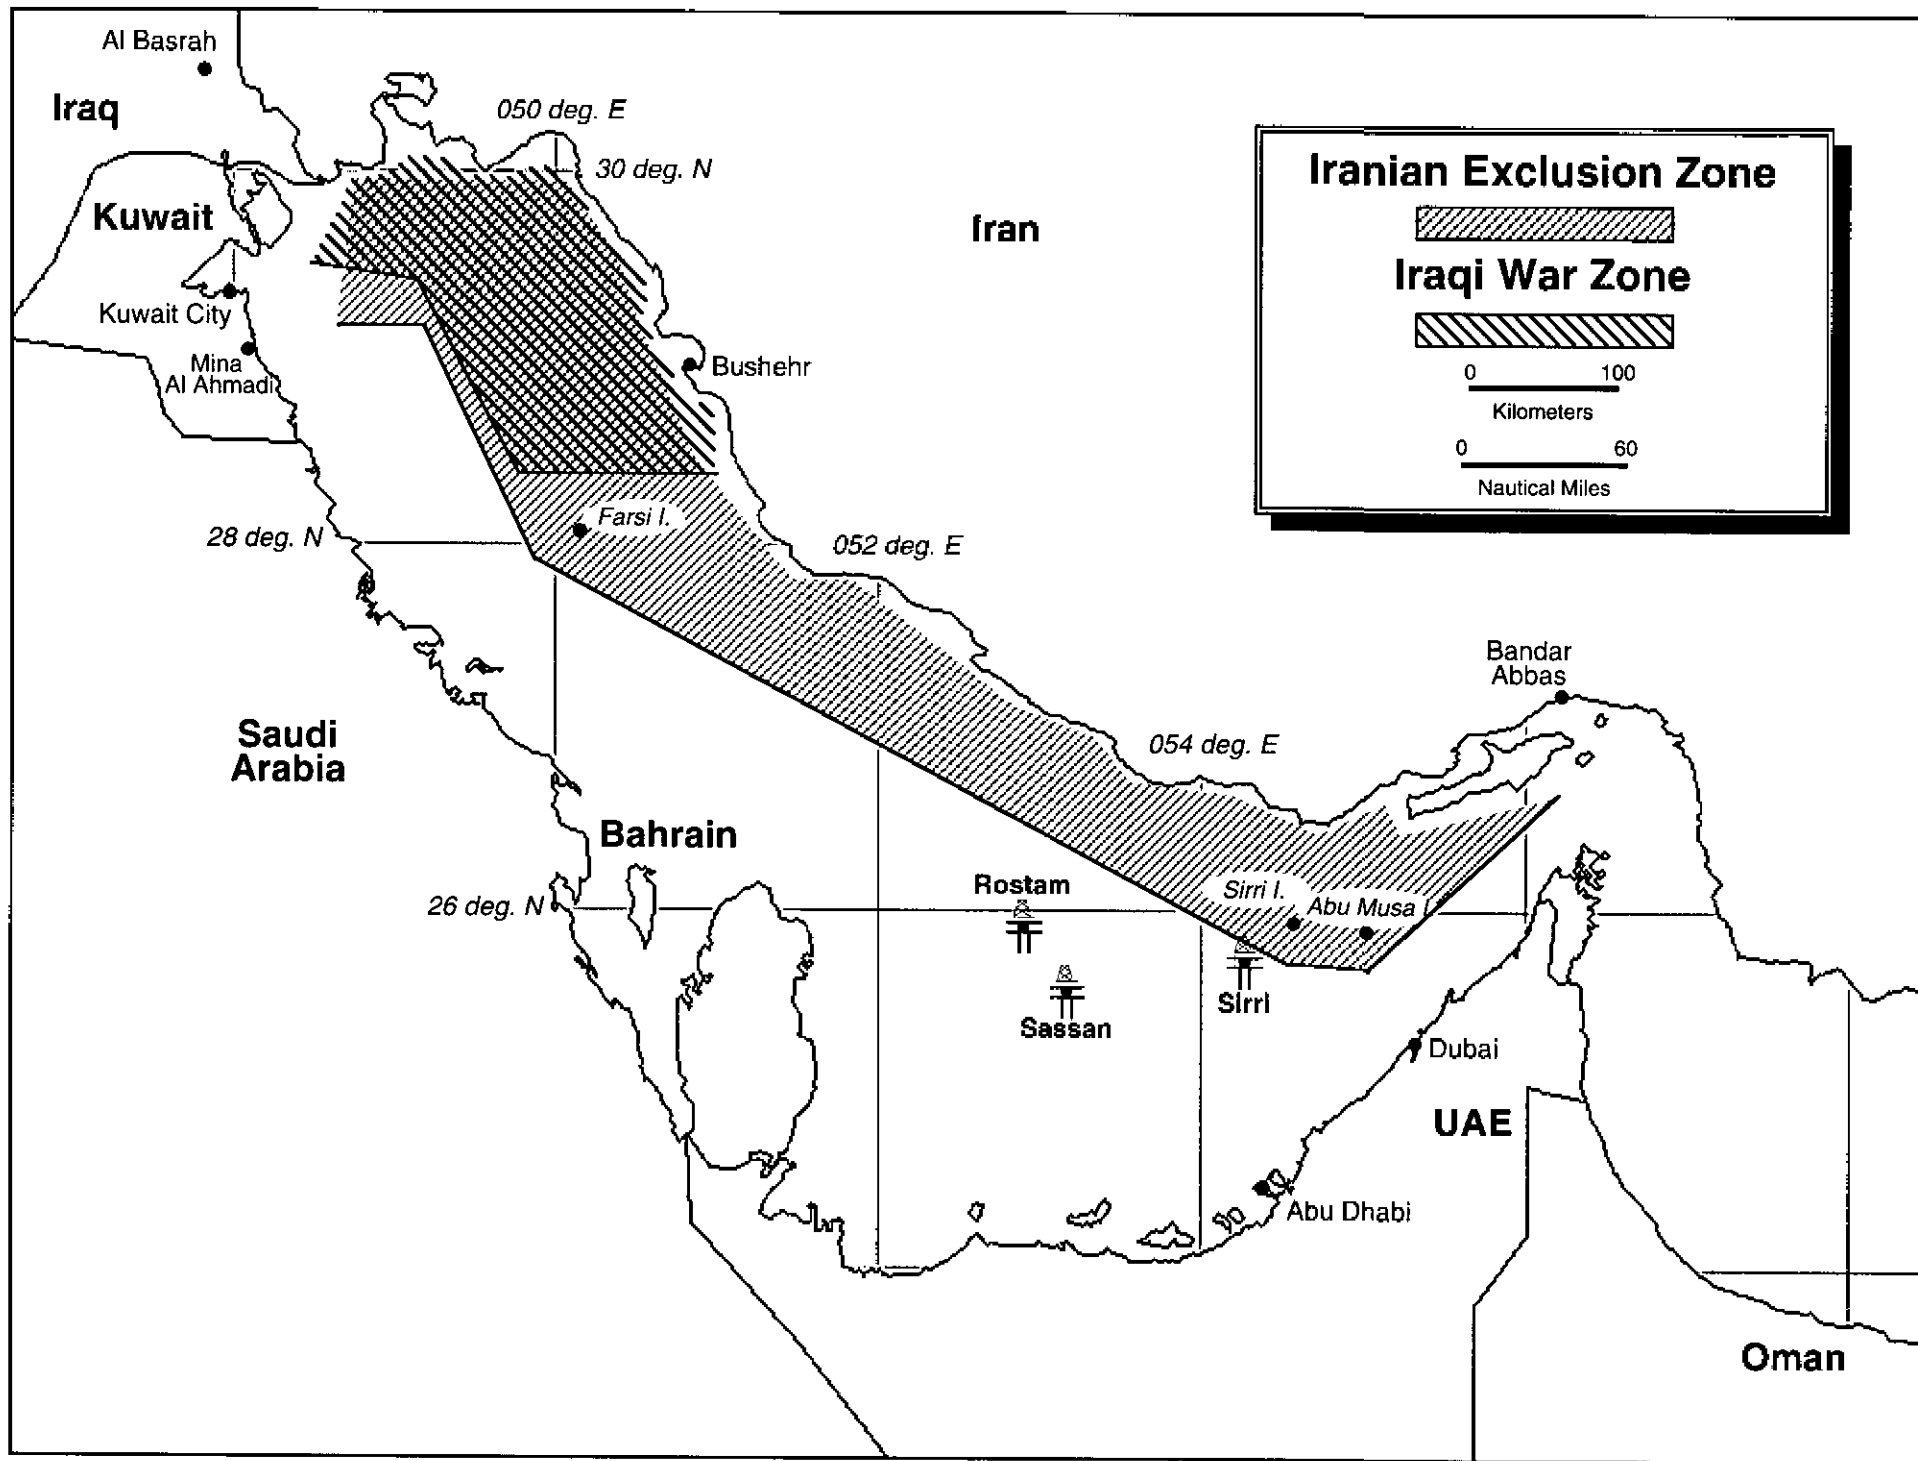 Al Basrah
Iraq
050 deg. E
30 deg. N
Kuwait
Iran
Iranian Exclusion Zone
Iraqi War Zone
0 100
Kilometers
0 60
Nautical Miles
Kuwait City
Mina
Al Ahmadi
Bushehr
Farsi I.
28 deg. N
052 deg. E
Bandar
Abbas
Saudi
Arabia
054 deg. E
Bahrain
Rostam
Sirri I.
Abu Musa I.
26 deg. N
Sassan
Sirri
Dubai
UAE
Abu Dhabi
Oman